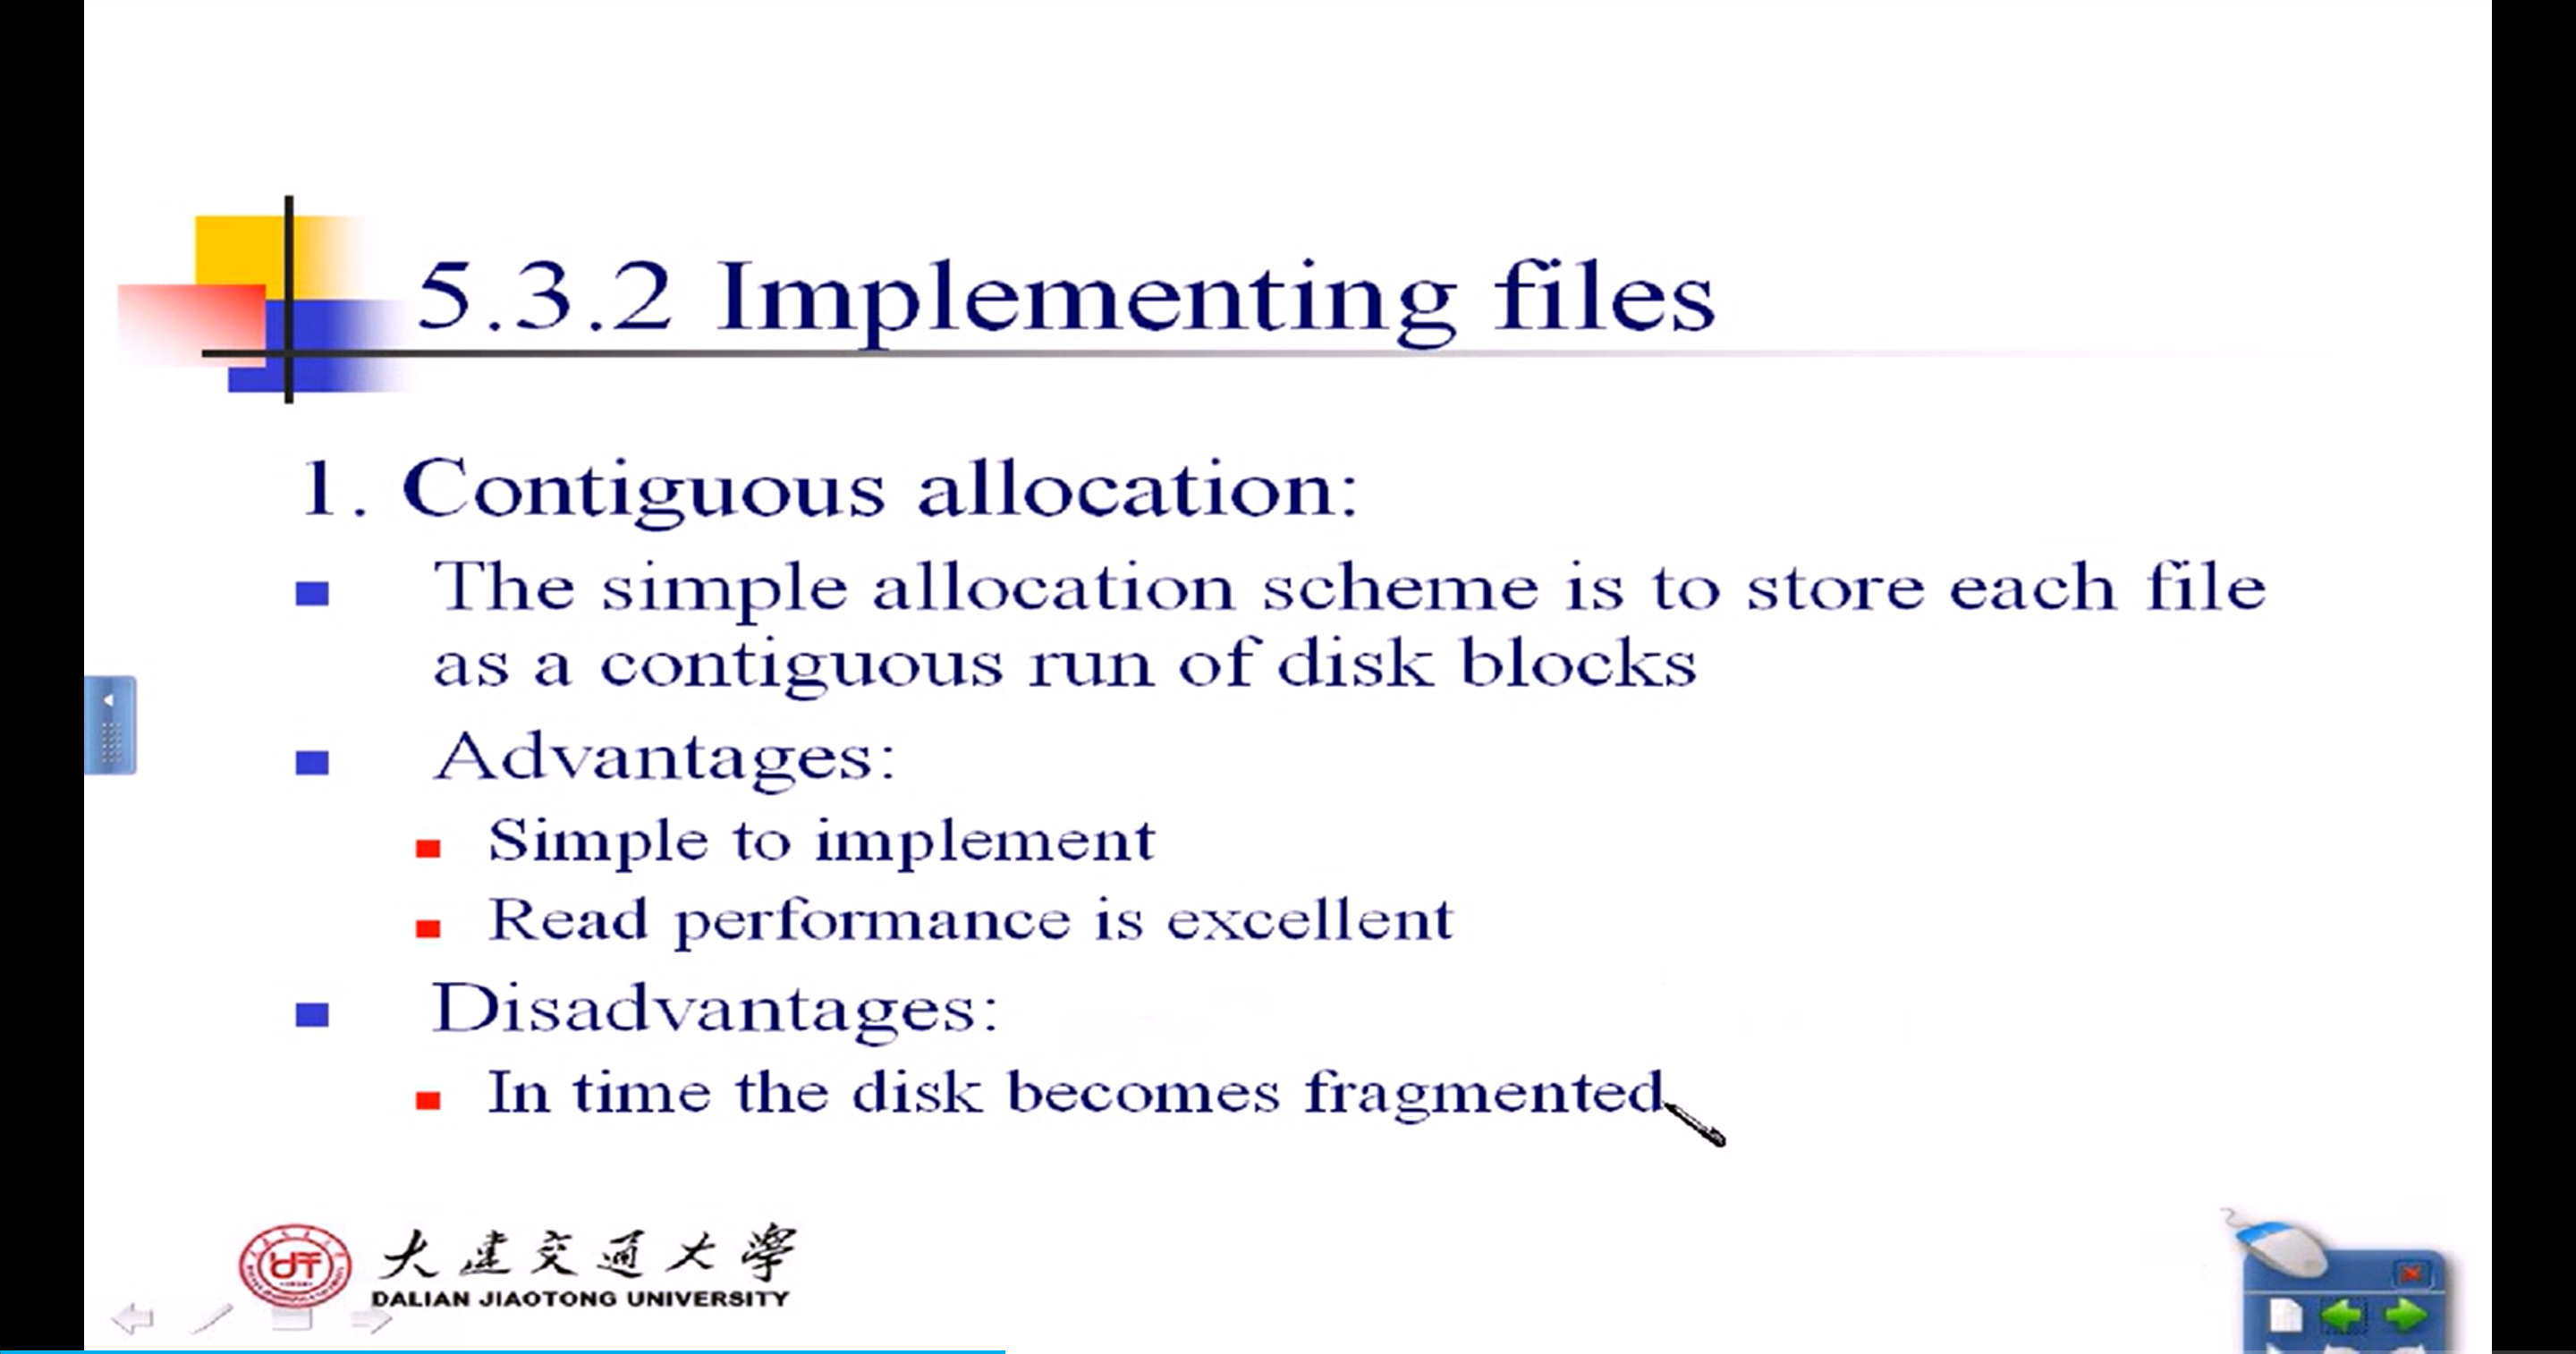 5.3.2 Implementing files
1. Contiguous allocation:
The simple allocation scheme is to store each file
as a contiguous run of disk blocks
Advantages:
Simple to implement
Read performance is excellent
Disadvantages:
In time the disk becomes fragmented
大连交通大学
DALIAN JIAOTONG UNIVERSITY